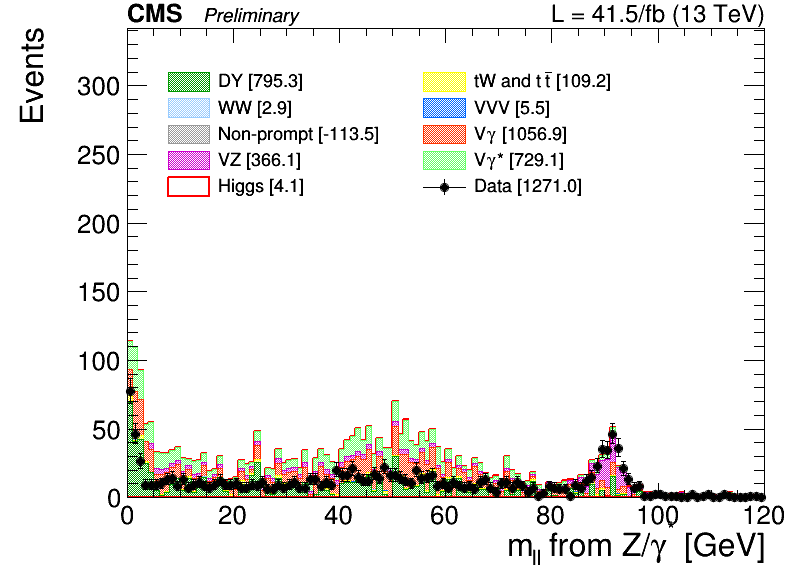 CMS Preliminary L = 41.5/fb (13 TeV)
Events
DY [795.3]
WW [2.9]
Non-prompt [-113.5]
VZ [366.1]
Higgs [4.1]
tW and tt̄ [109.2]
VVV [5.5]
Vγ [1056.9]
Vγ* [729.1]
Data [1271.0]
300
250
200
150
100
50
0
0 20 40 60 80 100 120
m_ll from Z/γ* [GeV]